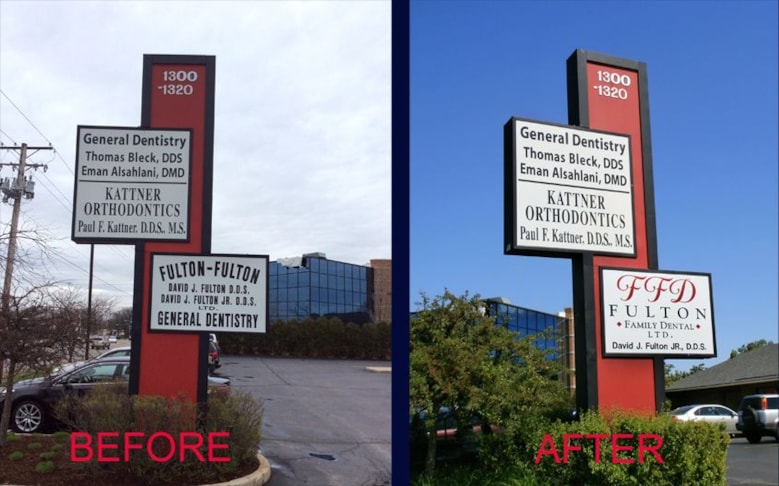 1300
-1320
General Dentistry
Thomas Bleck, DDS
Eman Alsahlani, DMD
KATTNER
ORTHODONTICS
Paul F. Kattner, D.D.S., M.S.
FULTON-FULTON
DAVID J. FULTON D.D.S.
DAVID J. FULTON JR. D.D.S.
LTD.
GENERAL DENTISTRY
BEFORE
1300
-1320
General Dentistry
Thomas Bleck, DDS
Eman Alsahlani, DMD
KATTNER
ORTHODONTICS
Paul F. Kattner, D.D.S., M.S.
FFD
FULTON
FAMILY DENTAL
LTD.
David J. Fulton JR., D.D.S.
AFTER